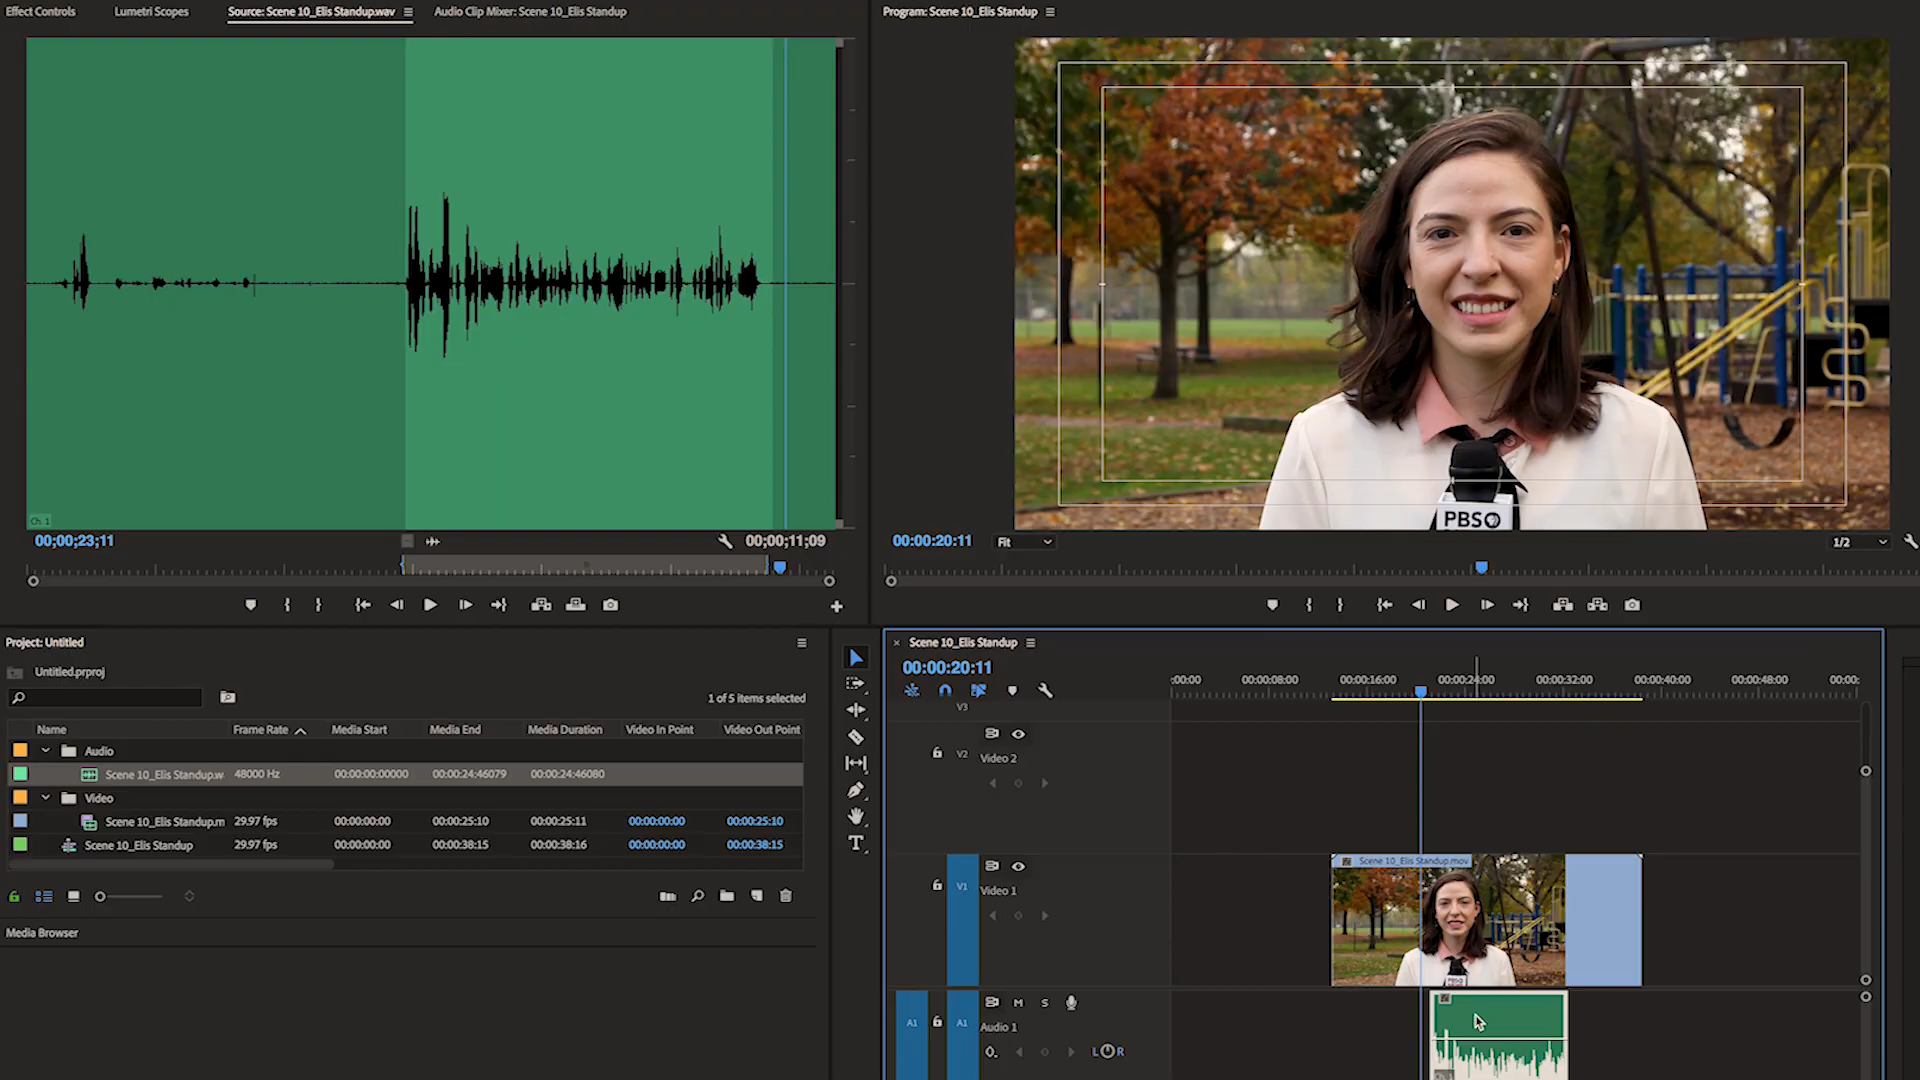 Effect Controls
Lumetri Scopes
Source: Scene 10_Elis Standup.wav
Audio Clip Mixer: Scene 10_Elis Standup
Program: Scene 10_Elis Standup
Ch. 1
PBS
00;00;23;11
00;00;11;09
00:00:20:11
Fit
1/2
Project: Untitled
Untitled.prproj
1 of 5 items selected
Name
Frame Rate
Media Start
Media End
Media Duration
Video In Point
Video Out Point
Audio
Scene 10_Elis Standup.w
48000 Hz
00:00:00:00000
00:00:24:46079
00:00:24:46080
Video
Scene 10_Elis Standup.m
29.97 fps
00:00:00:00
00:00:25:10
00:00:25:11
00:00:00:00
00:00:25:10
Scene 10_Elis Standup
29.97 fps
00:00:00:00
00:00:38:15
00:00:38:16
00:00:00:00
00:00:38:15
Media Browser
T
Scene 10_Elis Standup
00:00:20:11
:00:00
00:00:08:00
00:00:16:00
00:00:24:00
00:00:32:00
00:00:40:00
00:00:48:00
00:00:
V3
V2
Video 2
V1
Video 1
Scene 10_Elis Standup.mov
A1
A1
M
S
Audio 1
L
R